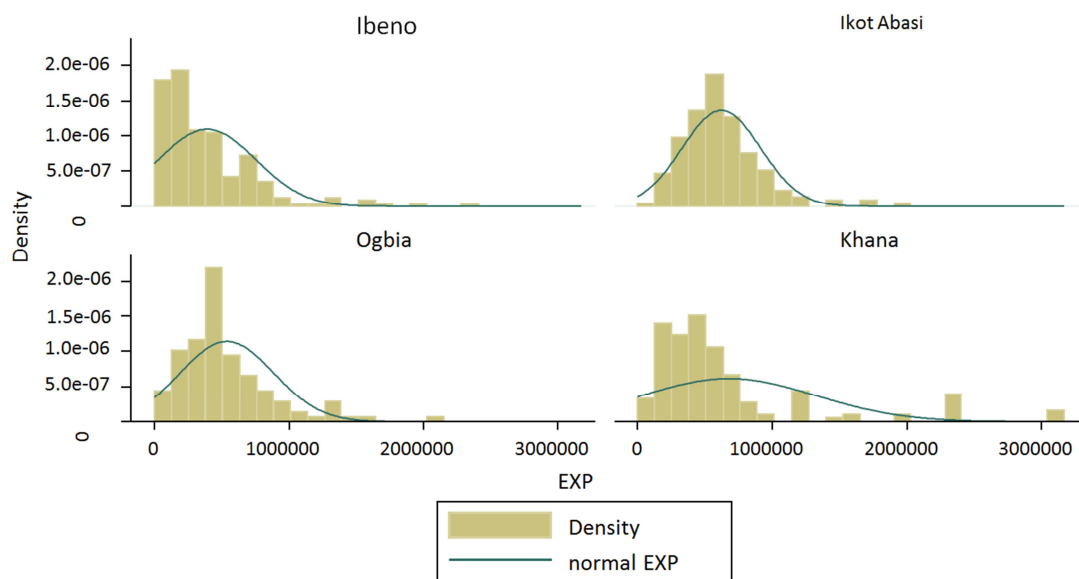 Ibeno
Ikot Abasi
2.0e-06
1.5e-06
1.0e-06
5.0e-07
0
Ogbia
Khana
Density
2.0e-06
1.5e-06
1.0e-06
5.0e-07
0
0 1000000 2000000 3000000 0 1000000 2000000 3000000
EXP
Density
normal EXP